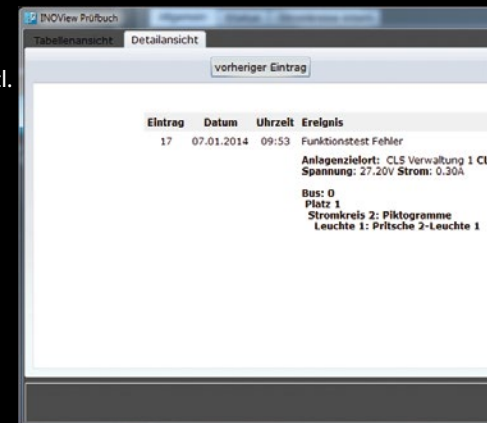 INOView Prüfbuch
Tabellenansicht Detailansicht
vorheriger Eintrag
Eintrag Datum Uhrzeit Ereignis
17 07.01.2014 09:53 Funktionstest Fehler
Anlagenzielort: CLS Verwaltung 1 CL
Spannung: 27.20V Strom: 0.30A
Bus: 0
Platz 1
Stromkreis 2: Piktogramme
Leuchte 1: Pritsche 2-Leuchte 1